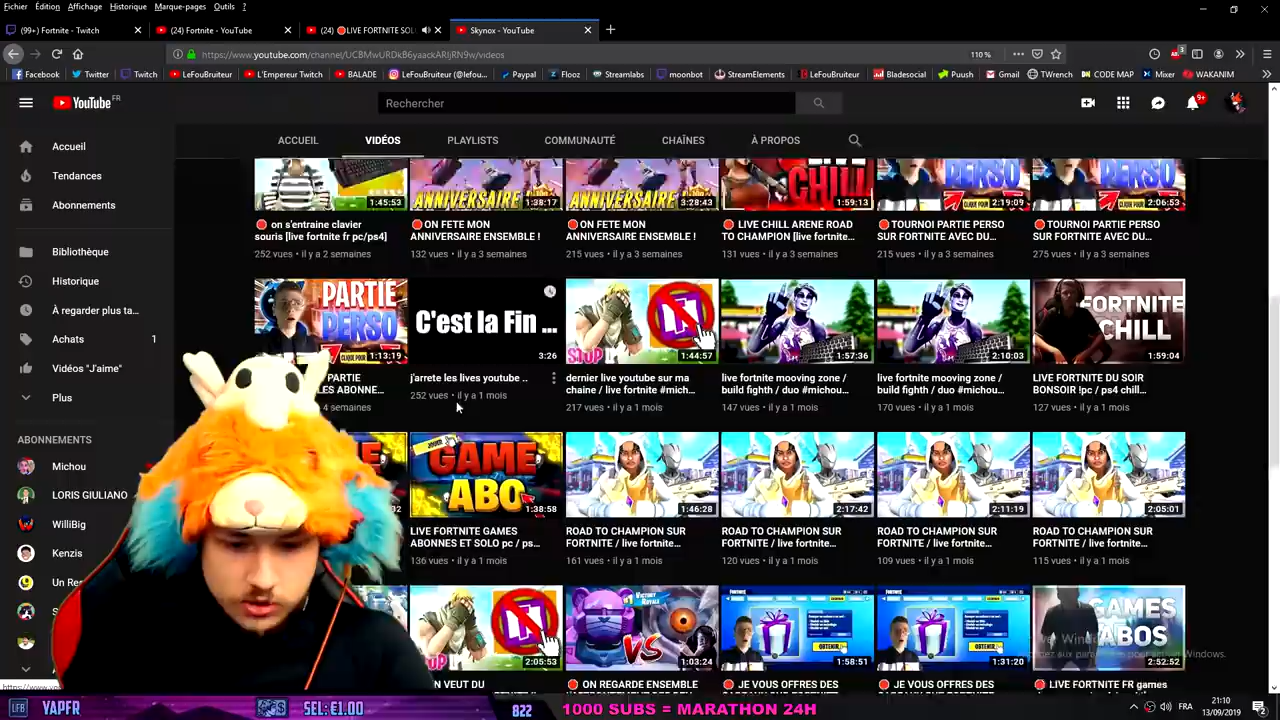 Fichier Édition Affichage Historique Marque-pages Outils ?
(99+) Fortnite - Twitch
(24) Fortnite - YouTube
(24) 🔴LIVE FORTNITE SOL
Skynox - YouTube
110 %
Facebook Twitter Twitch LeFouBruiteur L'Empereur Twitch BALADE LeFouBruiteur (@lefou... Paypal Flooz Streamlabs moonbot StreamElements LeFouBruiteur Bladesocial Puush Gmail TWrench CODE MAP Mixer WAKANIM
YouTube FR
Rechercher
9+
ACCUEIL VIDÉOS PLAYLISTS COMMUNAUTÉ CHAÎNES À PROPOS
Accueil
Tendances
Abonnements
Bibliothèque
Historique
À regarder plus ta...
Achats 1
Vidéos "J'aime"
Plus
ABONNEMENTS
Michou
LORIS GIULIANO
WilliBig
Kenzis
ANNIVERSAIRE ANNIVERSAIRE CHILL PERSO PERSO
1:45:53 1:38:17 3:28:43 1:59:13 2:19:09 2:06:53
🔴 on s'entraine clavier
souris [live fortnite fr pc/ps4]
252 vues • il y a 2 semaines
🔴ON FETE MON
ANNIVERSAIRE ENSEMBLE !
132 vues • il y a 3 semaines
🔴ON FETE MON
ANNIVERSAIRE ENSEMBLE !
215 vues • il y a 3 semaines
🔴 LIVE CHILL ARENE ROAD
TO CHAMPION [live fortnite...
131 vues • il y a 3 semaines
🔴TOURNOI PARTIE PERSO
SUR FORTNITE AVEC DU...
215 vues • il y a 3 semaines
🔴TOURNOI PARTIE PERSO
SUR FORTNITE AVEC DU...
275 vues • il y a 3 semaines
PARTIE
PERSO
CLIQUE POUR
1:13:19
PARTIE
LES ABONNE...
4 semaines
C'est la Fin ...
3:26
j'arrete les lives youtube ..
252 vues • il y a 1 mois
STOP
1:44:57
dernier live youtube sur ma
chaine / live fortnite #mich...
217 vues • il y a 1 mois
1:57:36
live fortnite mooving zone /
build fighth / duo #michou...
147 vues • il y a 1 mois
2:10:03
live fortnite mooving zone /
build fighth / duo #michou...
170 vues • il y a 1 mois
FORTNITE
CHILL
1:59:04
LIVE FORTNITE DU SOIR
BONSOIR !pc / ps4 chill...
127 vues • il y a 1 mois
GAME
ABO
1:38:58
LIVE FORTNITE GAMES
ABONNES ET SOLO pc / ps...
136 vues • il y a 1 mois
1:46:28
ROAD TO CHAMPION SUR
FORTNITE / live fortnite...
161 vues • il y a 1 mois
2:17:42
ROAD TO CHAMPION SUR
FORTNITE / live fortnite...
120 vues • il y a 1 mois
2:11:19
ROAD TO CHAMPION SUR
FORTNITE / live fortnite...
109 vues • il y a 1 mois
2:05:01
ROAD TO CHAMPION SUR
FORTNITE / live fortnite...
115 vues • il y a 1 mois
2:05:53
VEUT DU
VS
1:03:24
🔴 ON REGARDE ENSEMBLE
1:58:51
🔴 JE VOUS OFFRES DES
1:31:20
🔴 JE VOUS OFFRES DES
GAMES
ABOS
2:52:52
🔴 LIVE FORTNITE FR games
LFB YAPFR SEL:€1.00 822 1000 SUBS = MARATHON 24H
FR
21:10
13/09/2019